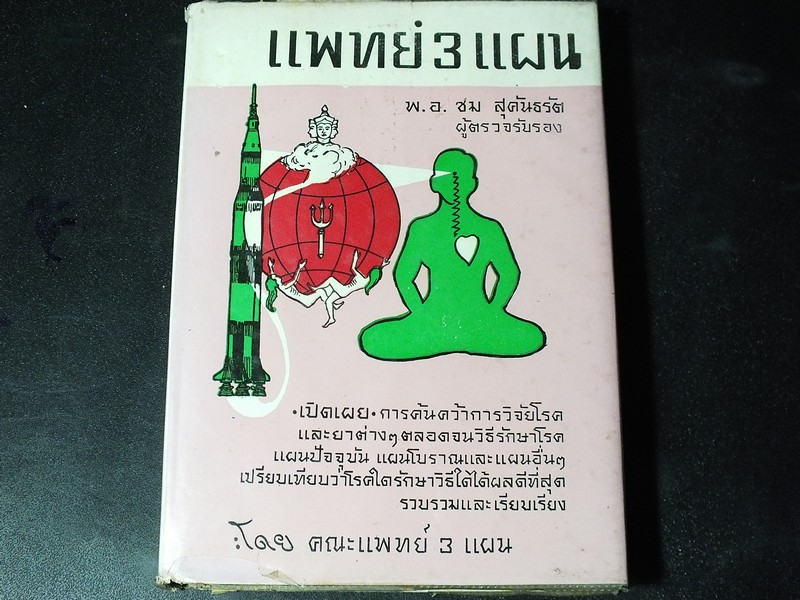 แพทย์ 3 แผน
พ.อ. ชม สุคันธรัต
ผู้ตรวจรับรอง
•เปิดเผย•การค้นคว้าการวิจัยโรค
และยาต่างๆตลอดจนวิธีรักษาโรค
แผนปัจจุบัน แผนโบราณและแผนอื่นๆ
เปรียบเทียบว่าโรคใดรักษาวิธีใดได้ผลดีที่สุด
รวบรวมและเรียบเรียง
:โดย คณะแพทย์ 3 แผน